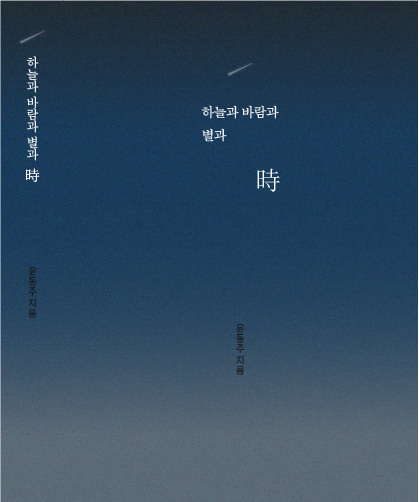 하늘과 바람과 별과 時
윤동주 지음
하늘과 바람과
별과
時
윤동주 지음